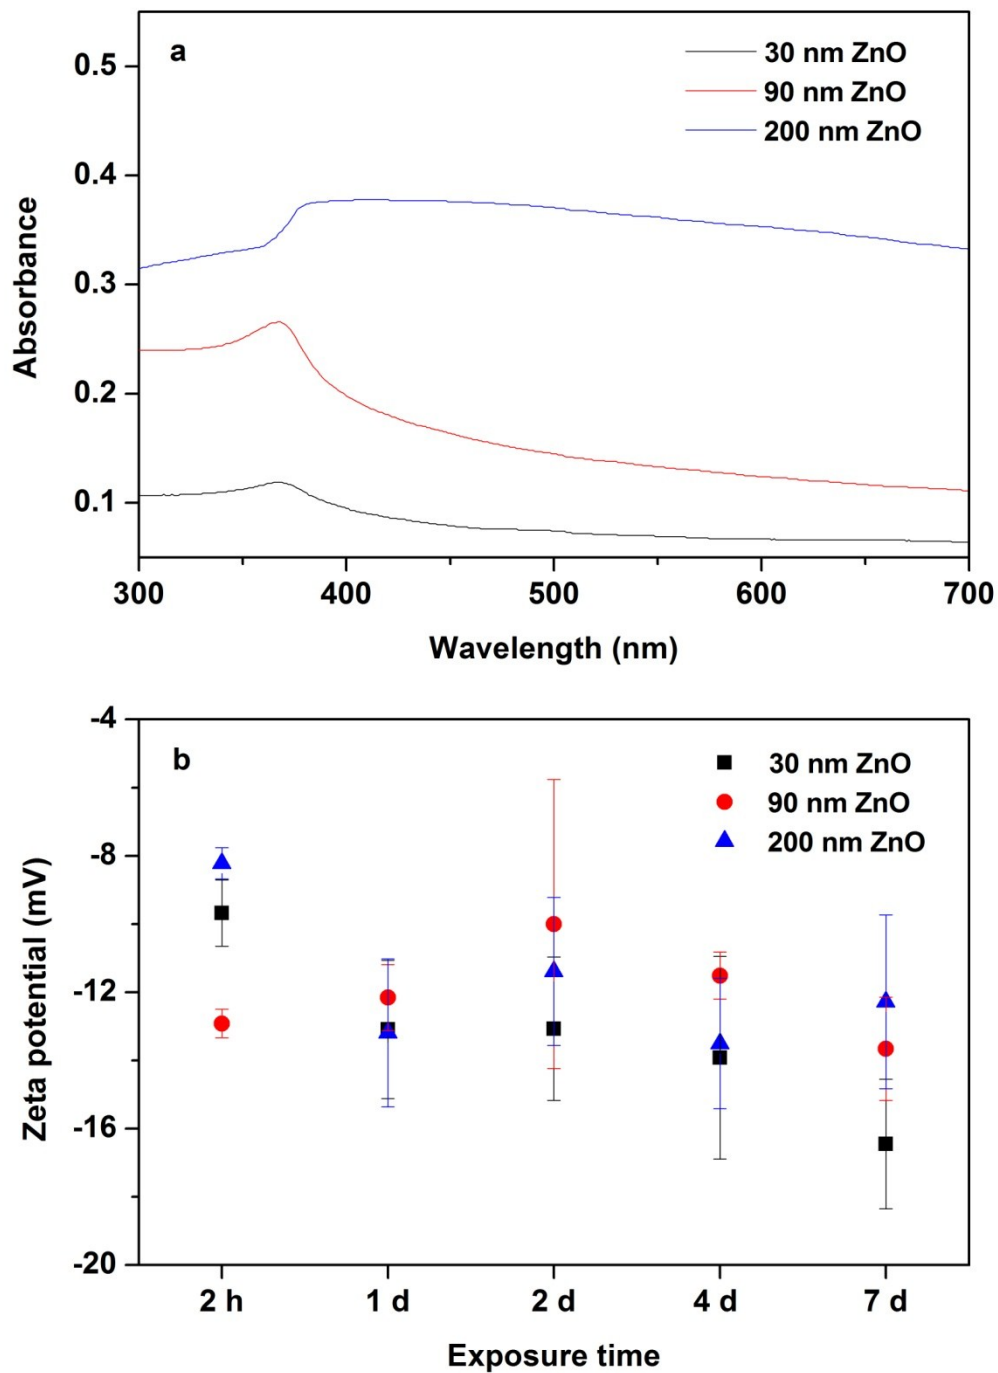 a
30 nm ZnO
90 nm ZnO
200 nm ZnO
0.5
0.4
0.3
0.2
0.1
Absorbance
300 400 500 600 700
Wavelength (nm)
b
30 nm ZnO
90 nm ZnO
200 nm ZnO
-4
-8
-12
-16
-20
Zeta potential (mV)
2 h 1 d 2 d 4 d 7 d
Exposure time